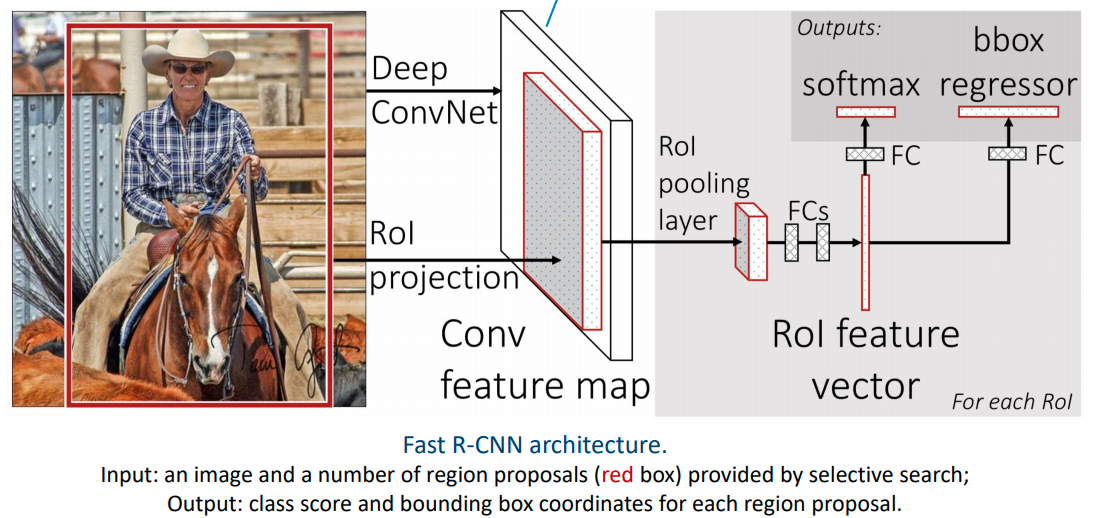 Outputs:
softmax
bbox
regressor
Deep
ConvNet
RoI
projection
Conv
feature map
RoI
pooling
layer
FCs
FC
FC
RoI feature
vector
For each RoI
Fast R-CNN architecture.
Input: an image and a number of region proposals (red box) provided by selective search;
Output: class score and bounding box coordinates for each region proposal.